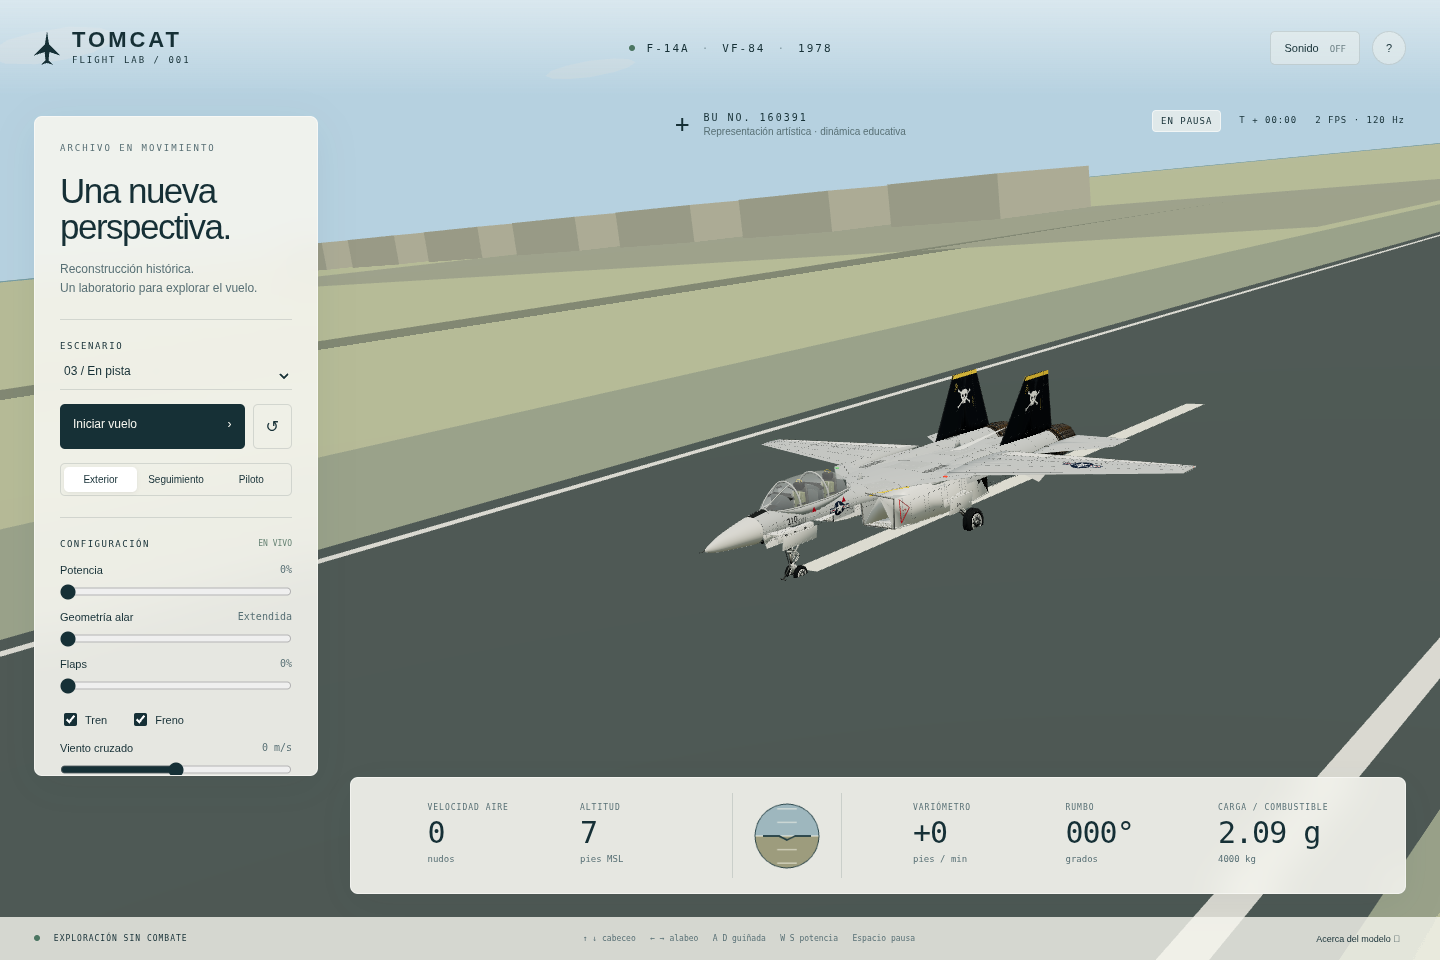 TOMCAT
FLIGHT LAB / 001
F-14A · VF-84 · 1978
Sonido OFF
?
+ BU NO. 160391
Representación artística · dinámica educativa
EN PAUSA T + 00:00 2 FPS · 120 Hz
ARCHIVO EN MOVIMIENTO
Una nueva
perspectiva.
Reconstrucción histórica.
Un laboratorio para explorar el vuelo.
ESCENARIO
03 / En pista
Iniciar vuelo ›
↺
Exterior Seguimiento Piloto
CONFIGURACIÓN EN VIVO
Potencia 0%
Geometría alar Extendida
Flaps 0%
Tren Freno
Viento cruzado 0 m/s
VELOCIDAD AIRE
0
nudos
ALTITUD
7
pies MSL
VARIÓMETRO
+0
pies / min
RUMBO
000°
grados
CARGA / COMBUSTIBLE
2.09 g
4000 kg
EXPLORACIÓN SIN COMBATE
↑ ↓ cabeceo ← → alabeo A D guiñada W S potencia Espacio pausa
Acerca del modelo